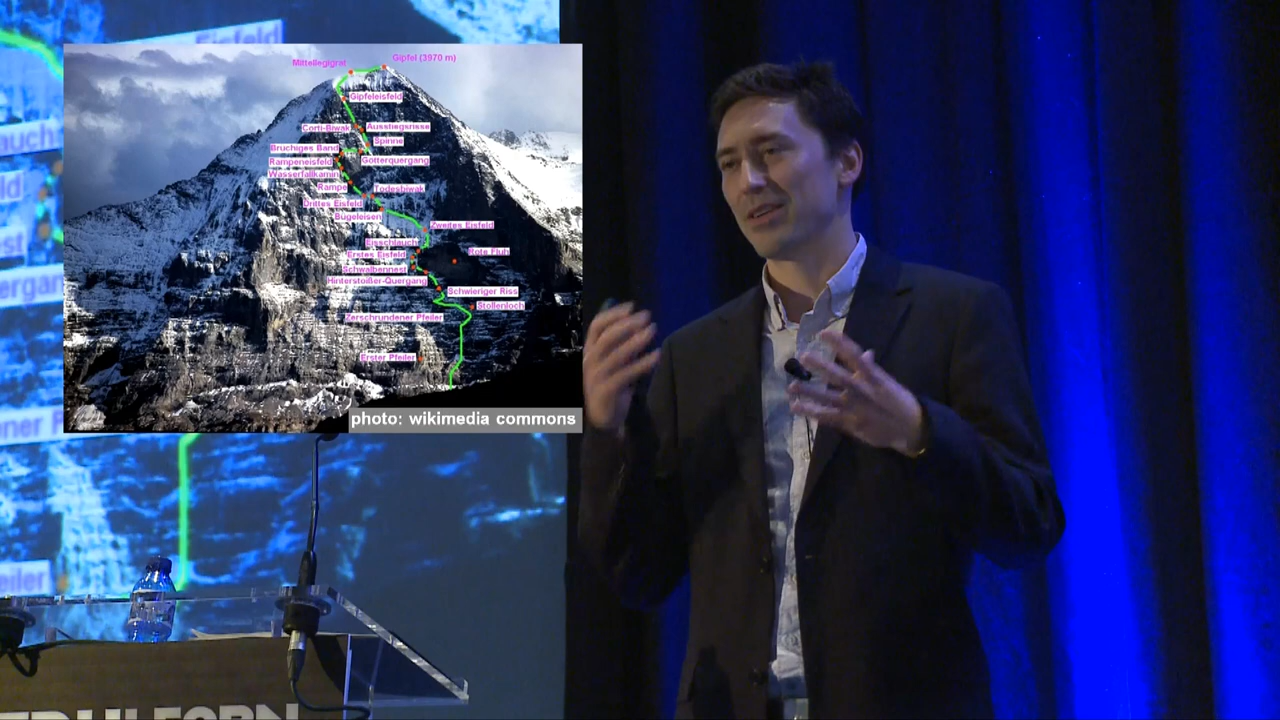 Eisfeld
Mittellegigrat
Gipfel (3970 m)
Gipfeleisfeld
Corti-Biwak
Ausstiegsrisse
Spinne
Brüchiges Band
Götterquergang
Rampeneisfeld
Wasserfallkamin
Rampe
Todesbiwak
Drittes Eisfeld
Bügeleisen
Zweites Eisfeld
Eisschlauch
Rote Fluh
Erstes Eisfeld
Schwalbennest
Hinterstoißer-Quergang
Schwieriger Riss
Stollenloch
Zerschrundener Pfeiler
Erster Pfeiler
photo: wikimedia commons